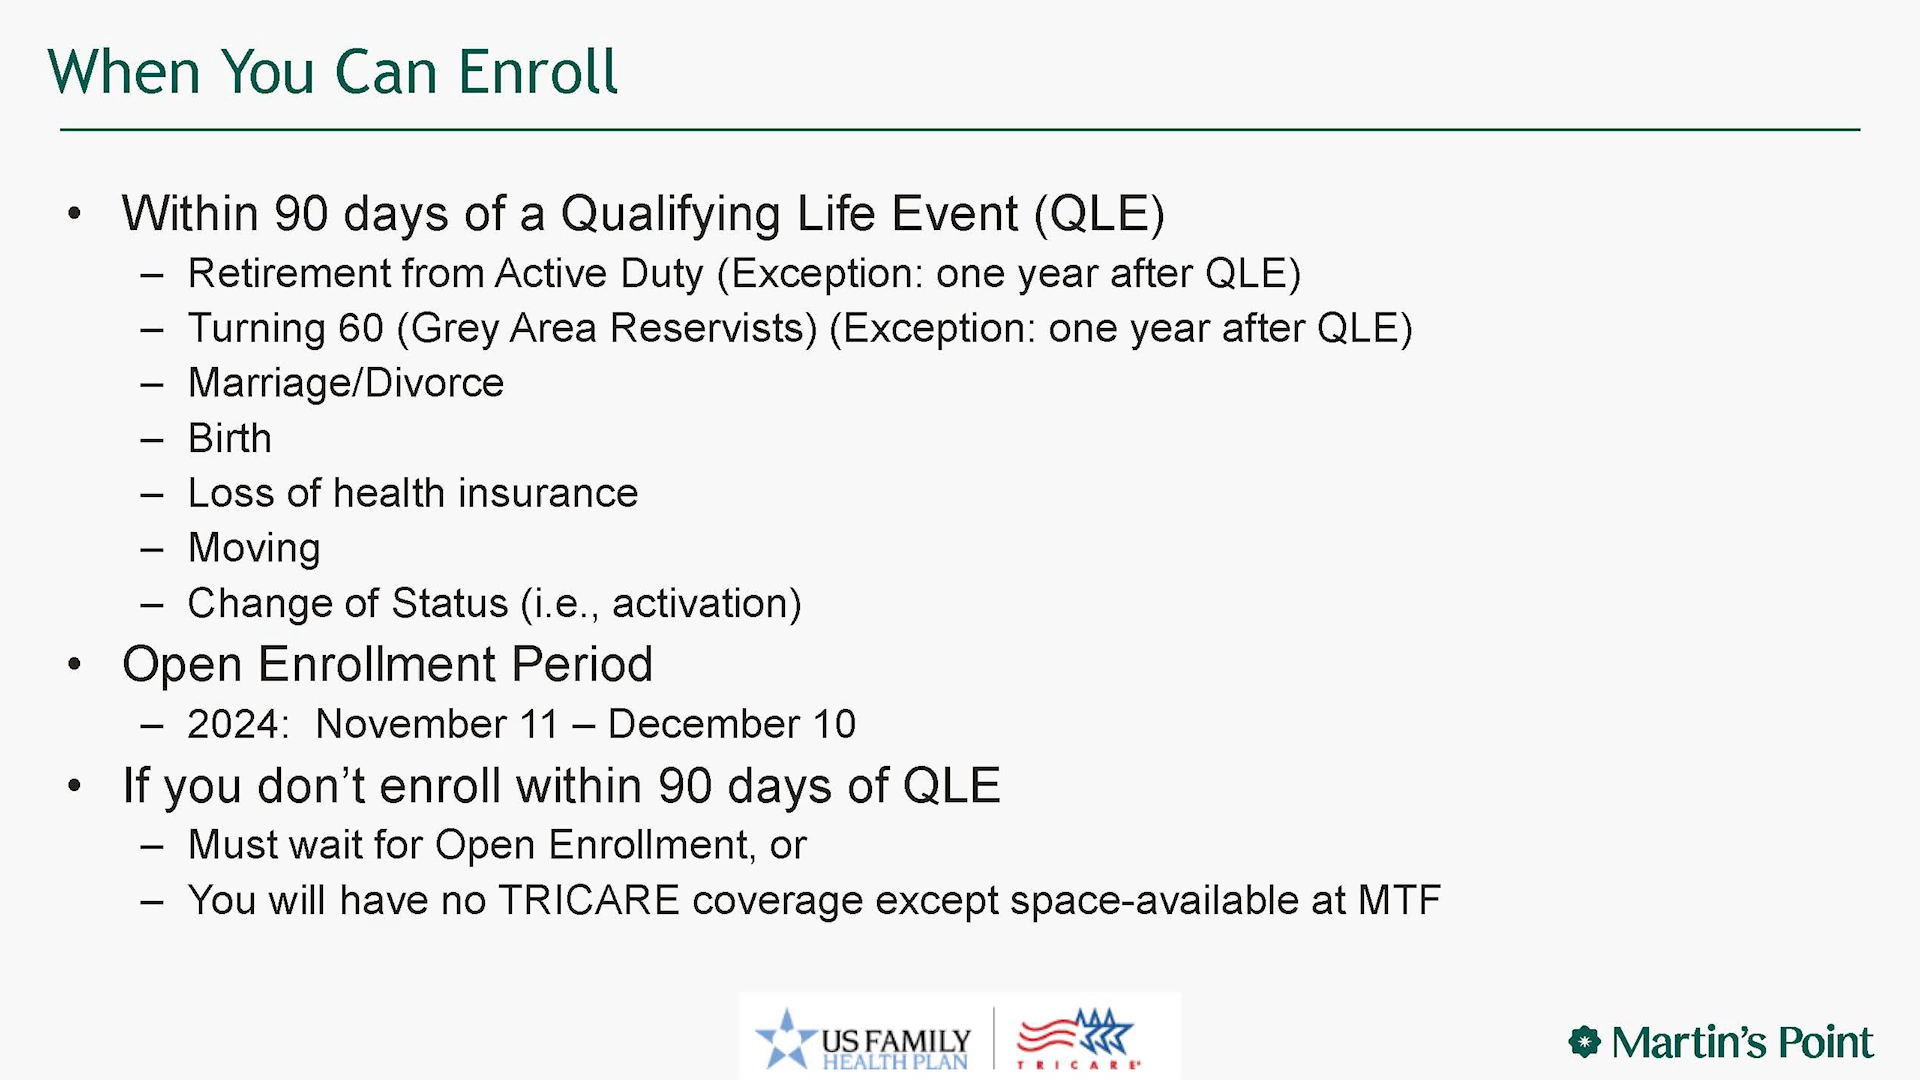 When You Can Enroll
• Within 90 days of a Qualifying Life Event (QLE)
– Retirement from Active Duty (Exception: one year after QLE)
– Turning 60 (Grey Area Reservists) (Exception: one year after QLE)
– Marriage/Divorce
– Birth
– Loss of health insurance
– Moving
– Change of Status (i.e., activation)
• Open Enrollment Period
– 2024:  November 11 – December 10
• If you don’t enroll within 90 days of QLE
– Must wait for Open Enrollment, or
– You will have no TRICARE coverage except space-available at MTF
US FAMILY
HEALTH PLAN
TRICARE
Martin’s Point